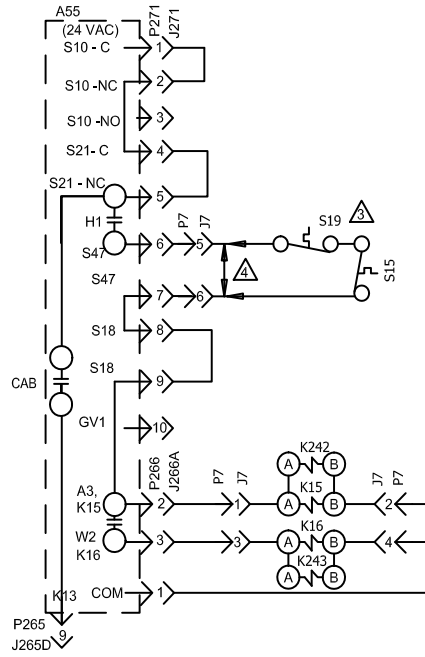 A55
(24 VAC)
P271
J271
S10 - C
1
S10 -NC
2
S10 -NO
3
S21- C
4
S21 - NC
5
H1
P7
J7
S19
3
S47
6
5
4
S15
S47
7
6
S18
8
CAB
S18
9
GV1
10
P266
J266A
P7
J7
K242
A
B
J7
P7
A3,
K15
2
1
A
K15
B
2
W2
K16
3
3
A
K16
B
4
A
K243
B
K13
COM
1
P265
9
J265D